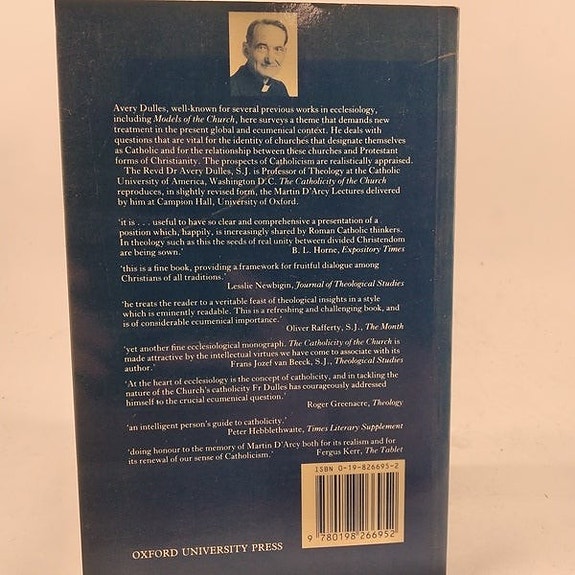 Avery Dulles, well-known for several previous works in ecclesiology,
including Models of the Church, here surveys a theme that demands new
treatment in the present global and ecumenical context. He deals with
questions that are vital for the identity of churches that designate themselves
as Catholic and for the relationship between these churches and Protestant
forms of Christianity. The prospects of Catholicism are realistically appraised.
The Revd Dr Avery Dulles, S.J. is Professor of Theology at the Catholic
University of America, Washington D.C. The Catholicity of the Church
reproduces, in slightly revised form, the Martin D'Arcy Lectures delivered
by him at Campion Hall, University of Oxford.
'it is . . . useful to have so clear and comprehensive a presentation of a
position which, happily, is increasingly shared by Roman Catholic thinkers.
In theology such as this the seeds of real unity between divided Christendom
are being sown.' B. L. Horne, Expository Times
'this is a fine book, providing a framework for fruitful dialogue among
Christians of all traditions.'
Lesslie Newbigin, Journal of Theological Studies
'he treats the reader to a veritable feast of theological insights in a style
which is eminently readable. This is a refreshing and challenging book, and
is of considerable ecumenical importance.'
Oliver Rafferty, S.J., The Month
'yet another fine ecclesiological monograph. The Catholicity of the Church is
made attractive by the intellectual virtues we have come to associate with its
author.' Frans Jozef van Beeck, S.J., Theological Studies
'At the heart of ecclesiology is the concept of catholicity, and in tackling the
nature of the Church's catholicity Fr Dulles has courageously addressed
himself to the crucial ecumenical question.'
Roger Greenacre, Theology
'an intelligent person's guide to catholicity.'
Peter Hebblethwaite, Times Literary Supplement
'doing honour to the memory of Martin D'Arcy both for its realism and for
its renewal of our sense of Catholicism.' Fergus Kerr, The Tablet
ISBN 0-19-826695-2
9 780198 266952
OXFORD UNIVERSITY PRESS